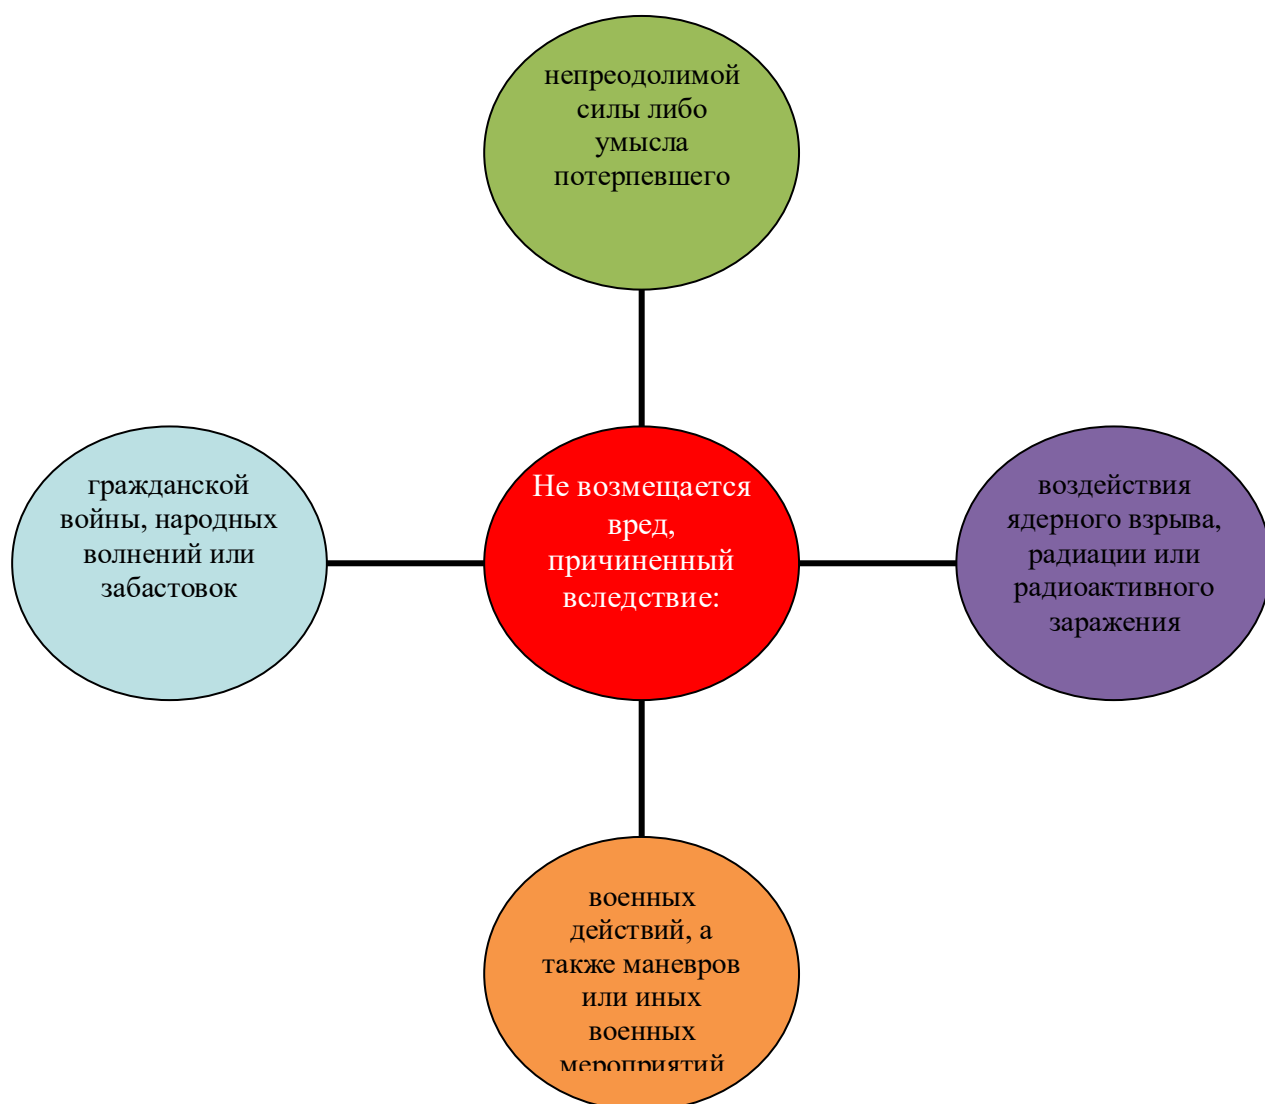 непреодолимой
силы либо
умысла
потерпевшего
гражданской
войны, народных
волнений или
забастовок
Не возмещается
вред,
причиненный
вследствие:
воздействия
ядерного взрыва,
радиации или
радиоактивного
заражения
военных
действий, а
также маневров
или иных
военных
мероприятий